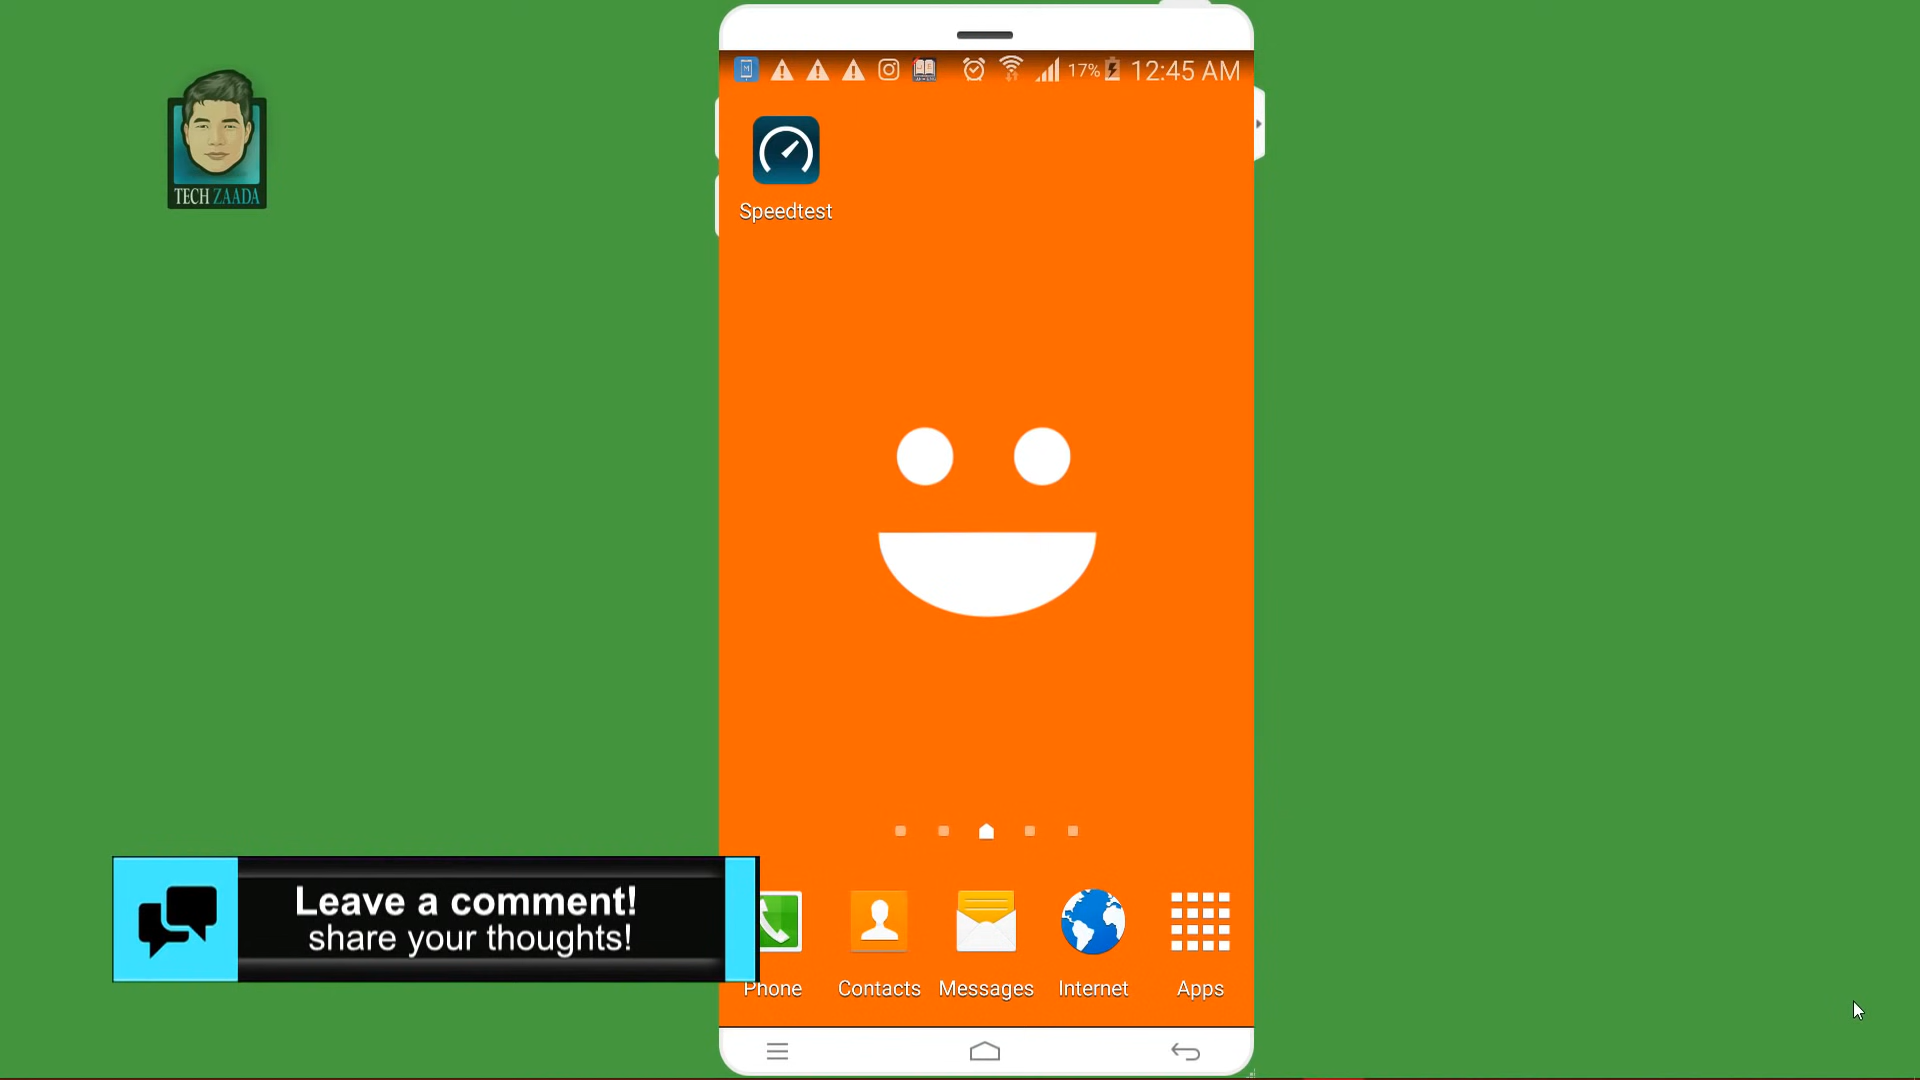 17% 12:45 AM
Speedtest
TECH ZAADA
Leave a comment!
share your thoughts!
Phone Contacts Messages Internet Apps